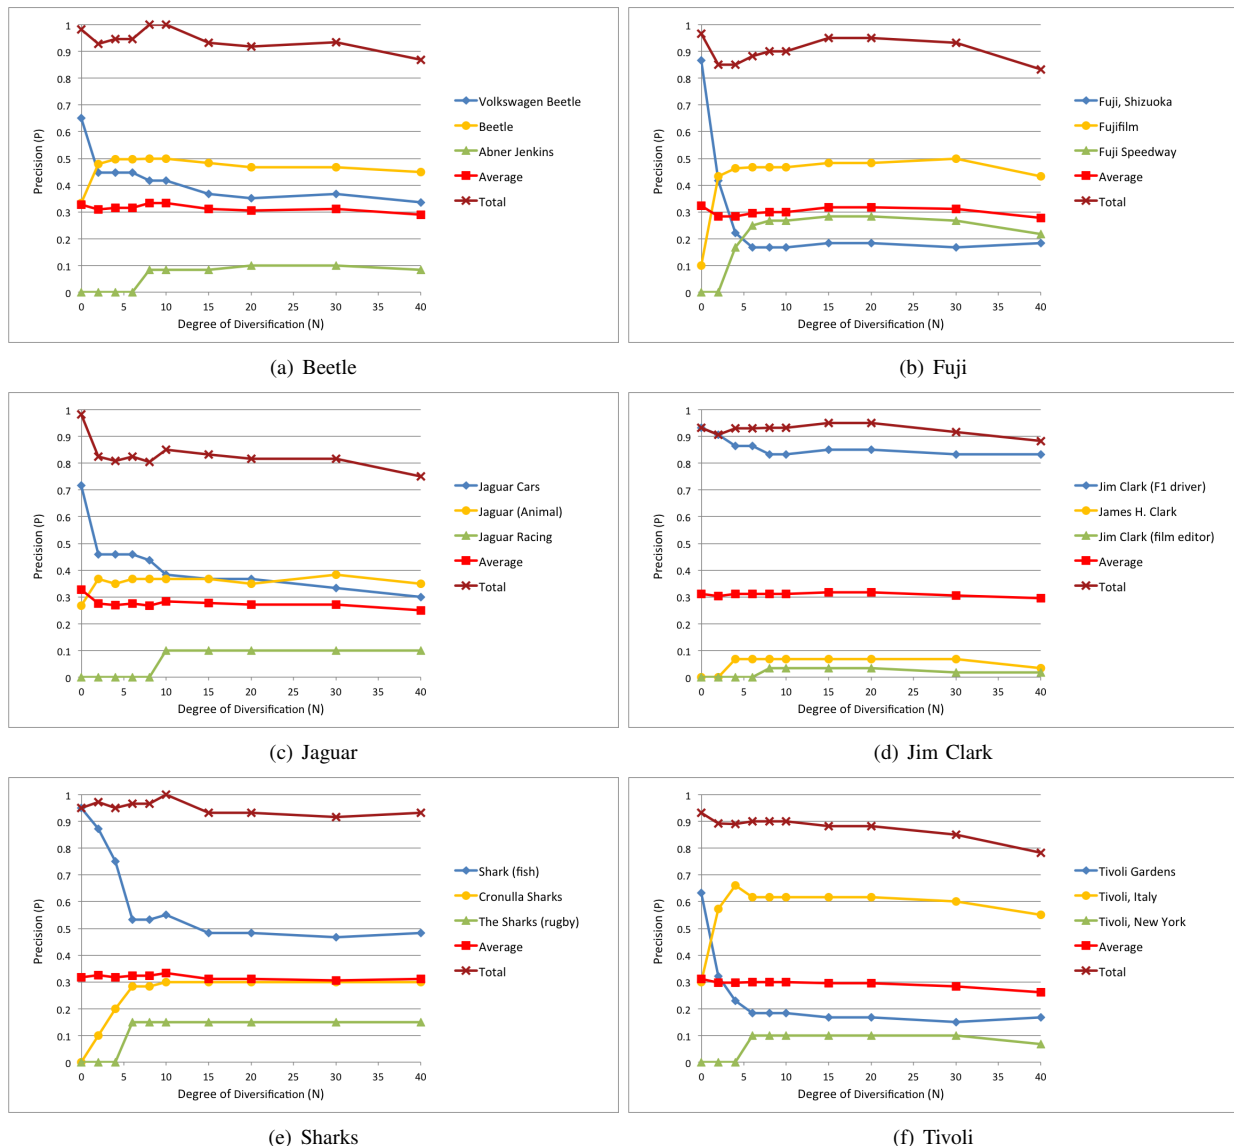 1
0.9
0.8
0.7
0.6
0.5
0.4
0.3
0.2
0.1
0
Precision (P)
0 5 10 15 20 25 30 35 40
Degree of Diversification (N)
Volkswagen Beetle
Beetle
Abner Jenkins
Average
Total
(a) Beetle
1
0.9
0.8
0.7
0.6
0.5
0.4
0.3
0.2
0.1
0
Precision (P)
0 5 10 15 20 25 30 35 40
Degree of Diversification (N)
Fuji, Shizuoka
Fujifilm
Fuji Speedway
Average
Total
(b) Fuji
1
0.9
0.8
0.7
0.6
0.5
0.4
0.3
0.2
0.1
0
Precision (P)
0 5 10 15 20 25 30 35 40
Degree of Diversification (N)
Jaguar Cars
Jaguar (Animal)
Jaguar Racing
Average
Total
(c) Jaguar
1
0.9
0.8
0.7
0.6
0.5
0.4
0.3
0.2
0.1
0
Precision (P)
0 5 10 15 20 25 30 35 40
Degree of Diversification (N)
Jim Clark (F1 driver)
James H. Clark
Jim Clark (film editor)
Average
Total
(d) Jim Clark
1
0.9
0.8
0.7
0.6
0.5
0.4
0.3
0.2
0.1
0
Precision (P)
0 5 10 15 20 25 30 35 40
Degree of Diversification (N)
Shark (fish)
Cronulla Sharks
The Sharks (rugby)
Average
Total
(e) Sharks
1
0.9
0.8
0.7
0.6
0.5
0.4
0.3
0.2
0.1
0
Precision (P)
0 5 10 15 20 25 30 35 40
Degree of Diversification (N)
Tivoli Gardens
Tivoli, Italy
Tivoli, New York
Average
Total
(f) Tivoli